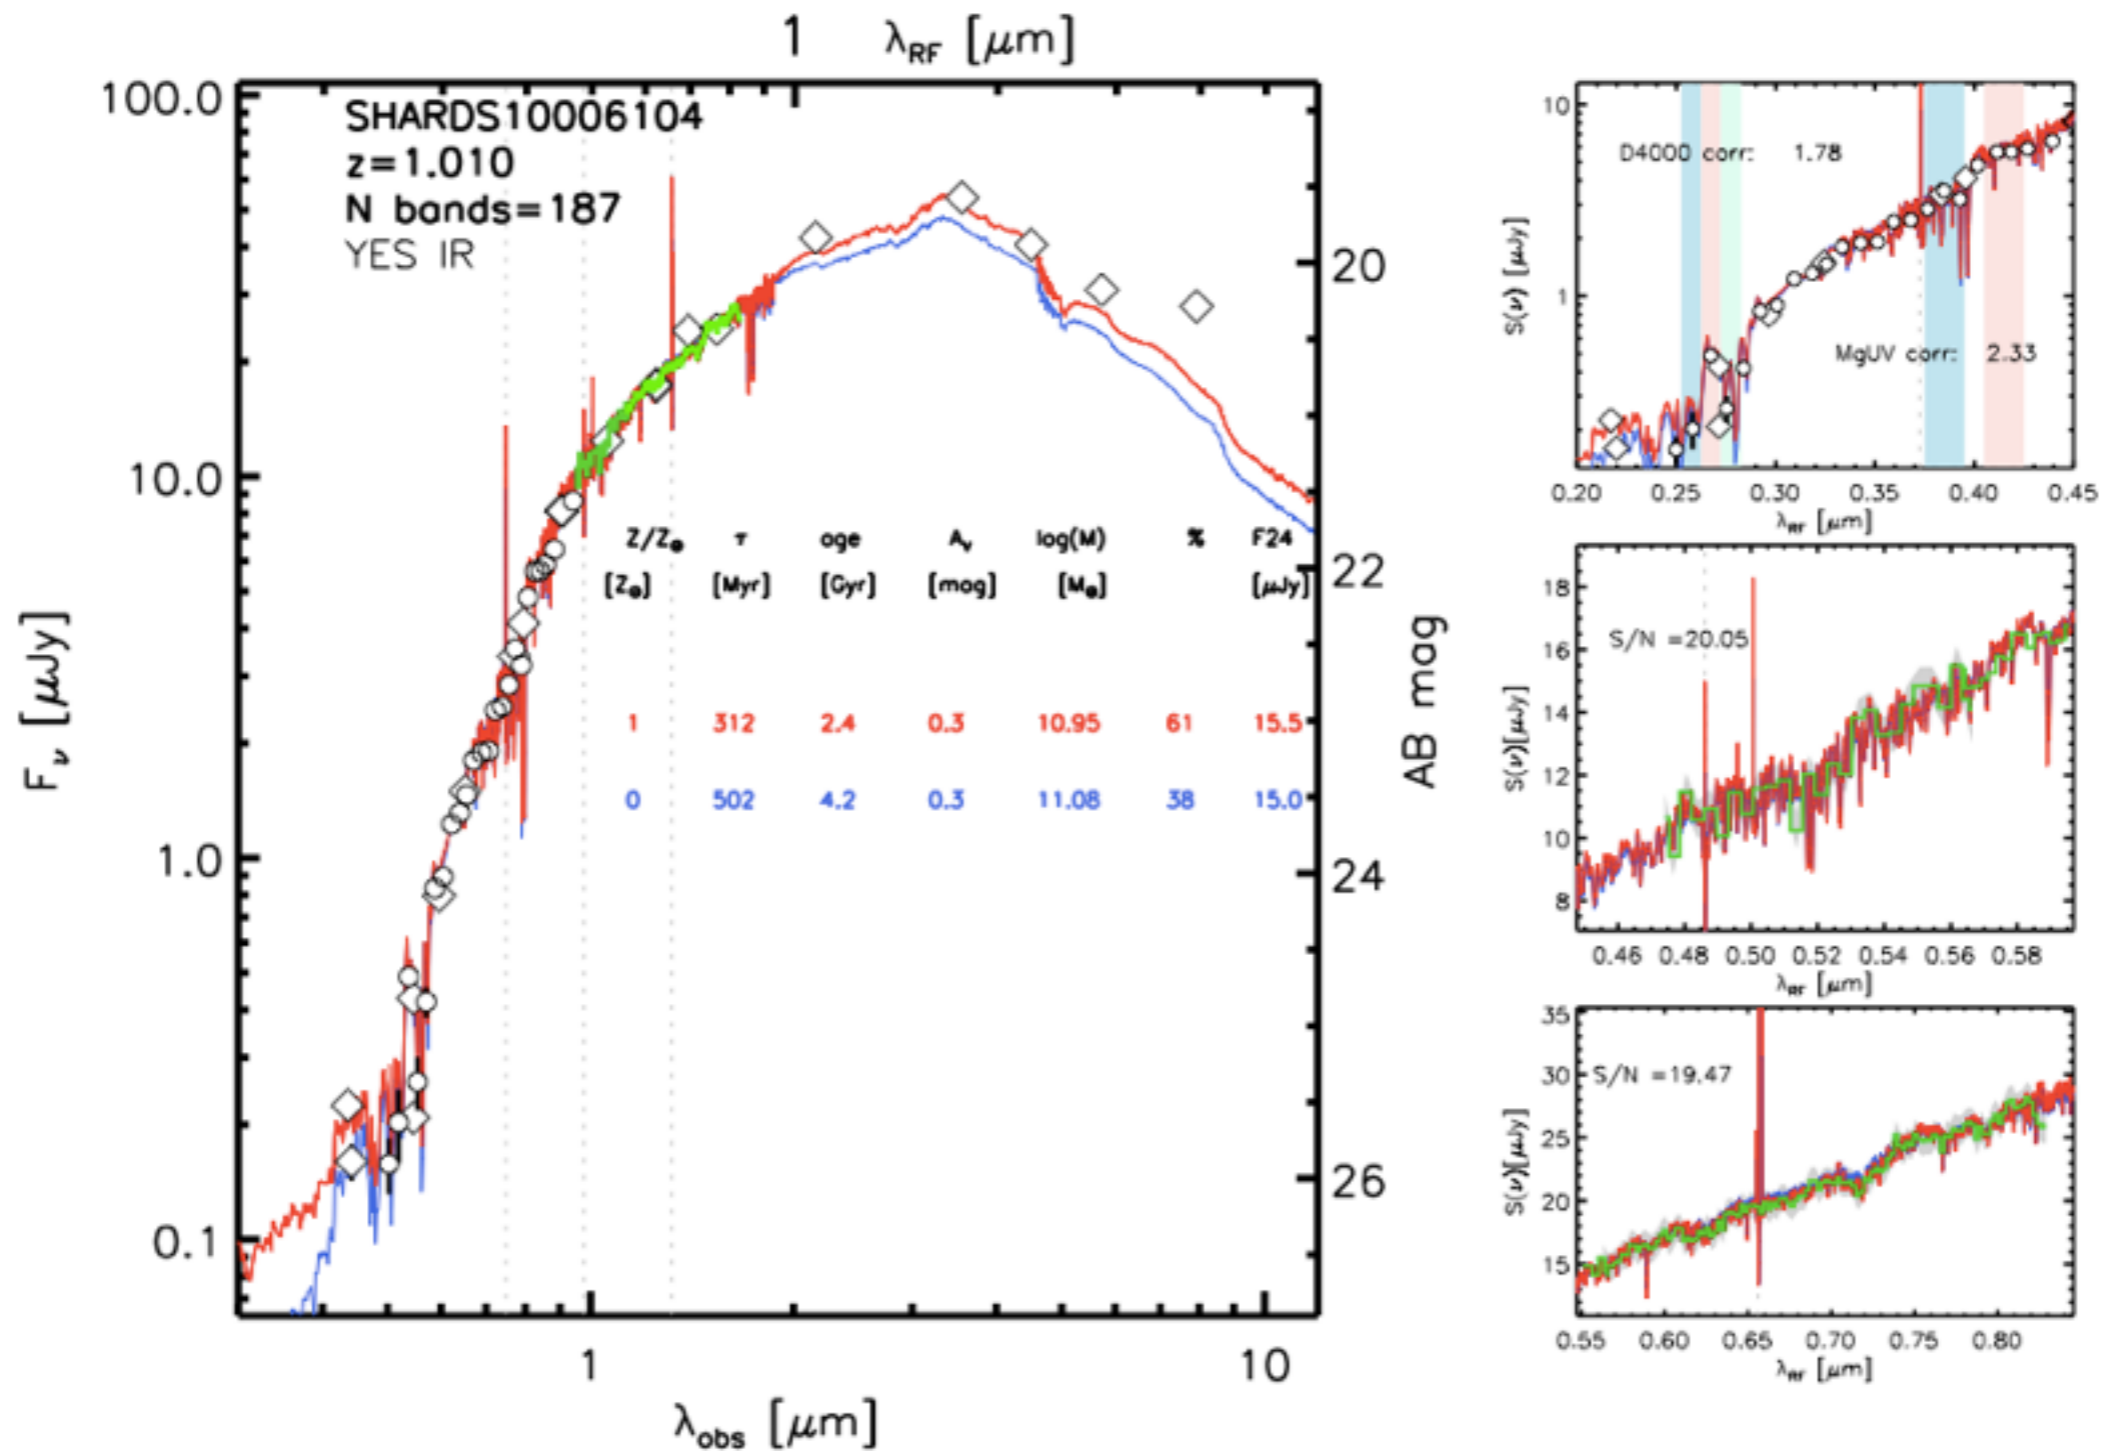 1 λRF [μm]
100.0
10.0
1.0
0.1
Fν [μJy]
SHARDS10006104
z=1.010
N bands=187
YES IR
Z/Z⊙ τ age Aᵥ log(M) % F24
[Z⊙] [Myr] [Gyr] [mag] [M⊙] [μJy]
1 312 2.4 0.3 10.95 61 15.5
0 502 4.2 0.3 11.08 38 15.0
20
22
24
26
AB mag
1 10
λobs [μm]
10
1
S(ν) [μJy]
D4000 corr: 1.78
MgUV corr: 2.33
0.20 0.25 0.30 0.35 0.40 0.45
λRF [μm]
18
16
14
12
10
8
S(ν)[μJy]
S/N =20.05
0.46 0.48 0.50 0.52 0.54 0.56 0.58
λRF [μm]
35
30
25
20
15
S(ν)[μJy]
S/N =19.47
0.55 0.60 0.65 0.70 0.75 0.80
λRF [μm]